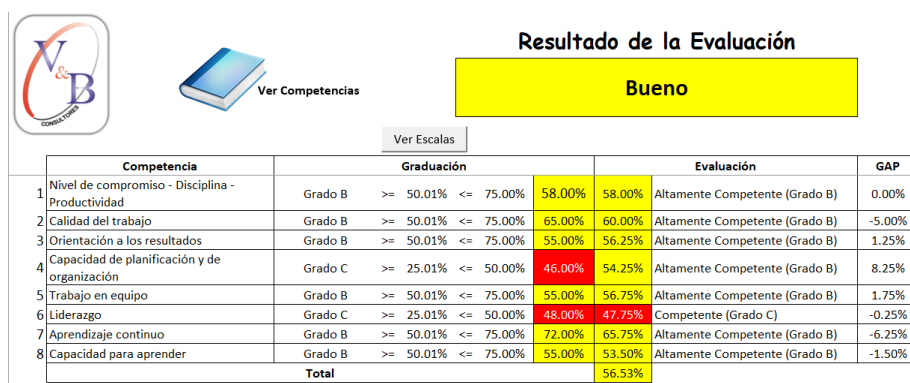 V&B
CONSULTORES
Ver Competencias
Resultado de la Evaluación
Bueno
Ver Escalas
Competencia Graduación Evaluación GAP
1 Nivel de compromiso - Disciplina - Productividad Grado B >= 50.01% <= 75.00% 58.00% 58.00% Altamente Competente (Grado B) 0.00%
2 Calidad del trabajo Grado B >= 50.01% <= 75.00% 65.00% 60.00% Altamente Competente (Grado B) -5.00%
3 Orientación a los resultados Grado B >= 50.01% <= 75.00% 55.00% 56.25% Altamente Competente (Grado B) 1.25%
4 Capacidad de planificación y de organización Grado C >= 25.01% <= 50.00% 46.00% 54.25% Altamente Competente (Grado B) 8.25%
5 Trabajo en equipo Grado B >= 50.01% <= 75.00% 55.00% 56.75% Altamente Competente (Grado B) 1.75%
6 Liderazgo Grado C >= 25.01% <= 50.00% 48.00% 47.75% Competente (Grado C) -0.25%
7 Aprendizaje continuo Grado B >= 50.01% <= 75.00% 72.00% 65.75% Altamente Competente (Grado B) -6.25%
8 Capacidad para aprender Grado B >= 50.01% <= 75.00% 55.00% 53.50% Altamente Competente (Grado B) -1.50%
Total 56.53%